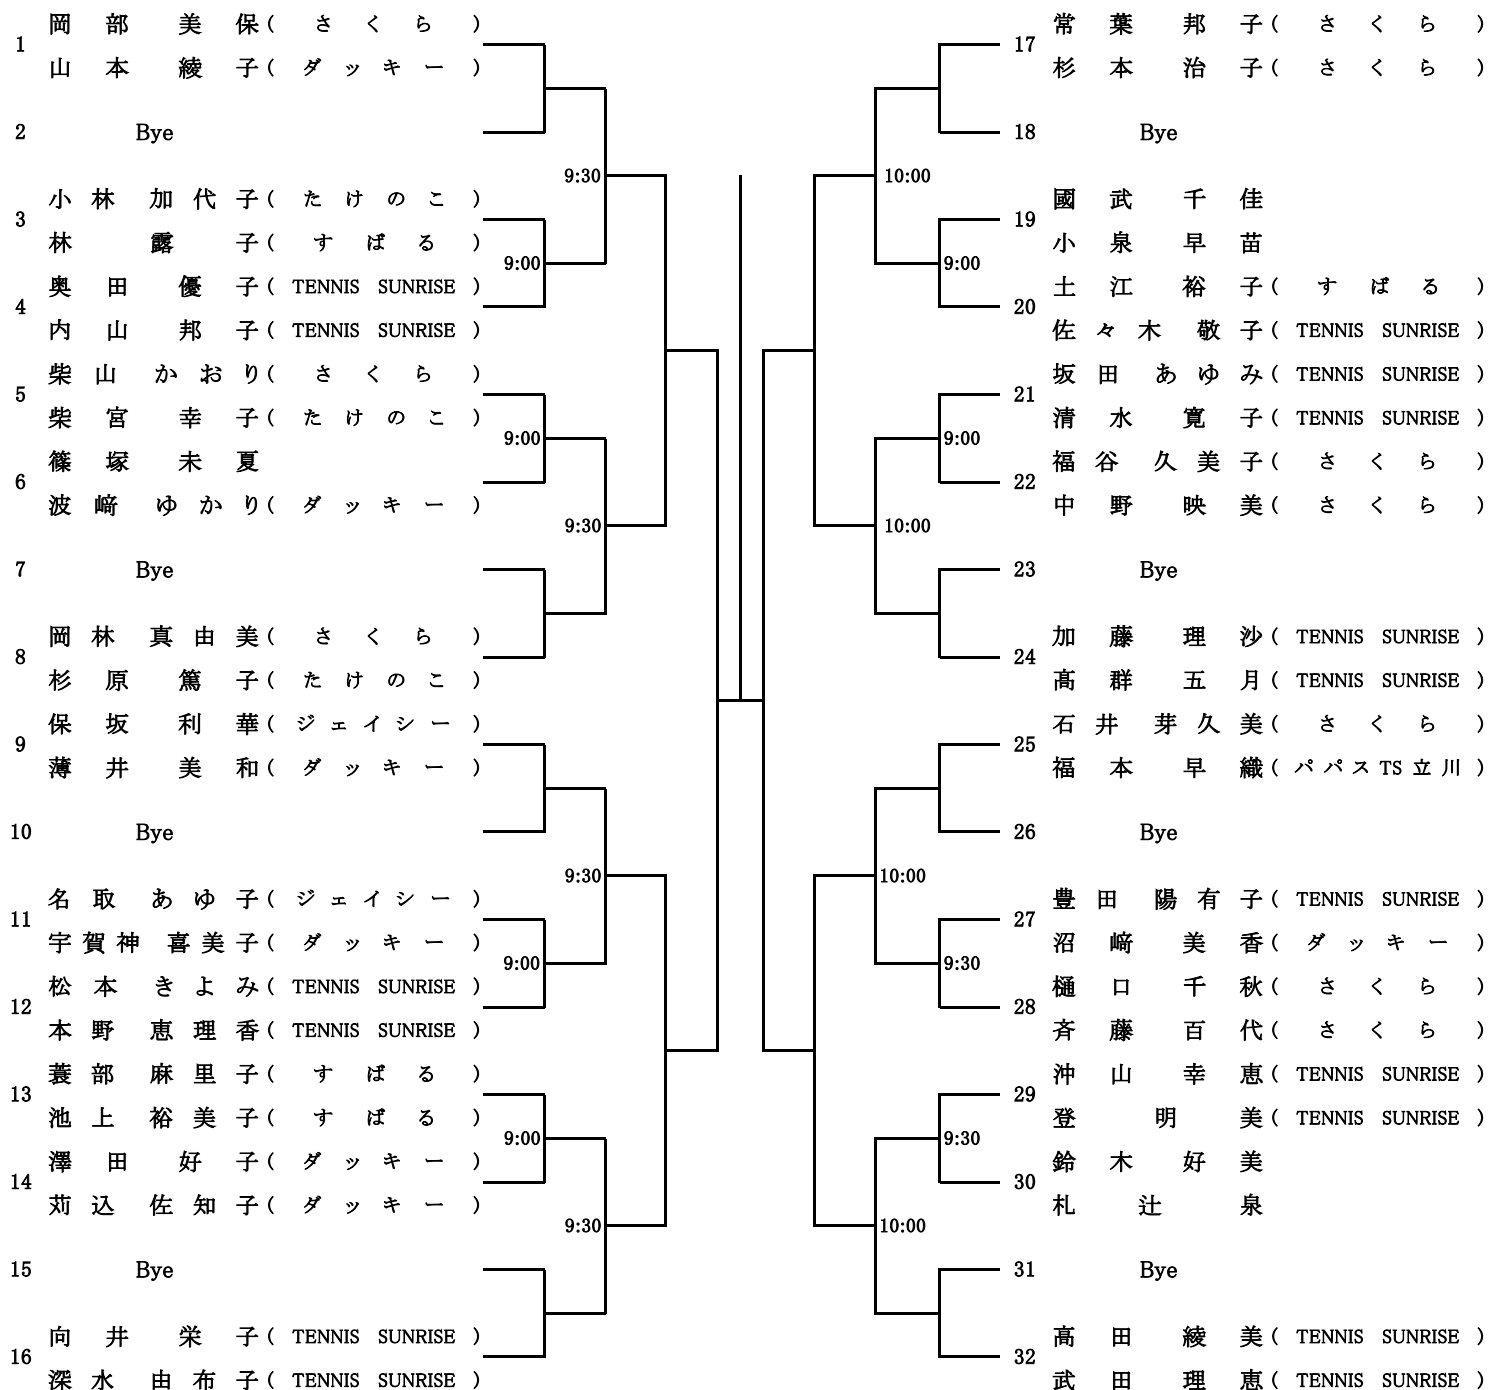 1 岡部 美保(さくら)
山本 綾子(ダッキー)
2 Bye
9:30
3 小林 加代子(たけのこ)
林 露子(すばる)
9:00
4 奥田 優子(TENNIS SUNRISE)
内山 邦子(TENNIS SUNRISE)
5 柴山 かおり(さくら)
柴宮 幸子(たけのこ)
9:00
6 篠塚 未夏
波﨑 ゆかり(ダッキー)
9:30
7 Bye
8 岡林 真由美(さくら)
杉原 篤子(たけのこ)
9 保坂 利華(ジェイシー)
薄井 美和(ダッキー)
10 Bye
9:30
11 名取 あゆ子(ジェイシー)
宇賀神 喜美子(ダッキー)
9:00
12 松本 きよみ(TENNIS SUNRISE)
本野 恵理香(TENNIS SUNRISE)
13 蓑部 麻里子(すばる)
池上 裕美子(すばる)
9:00
14 澤田 好子(ダッキー)
苅込 佐知子(ダッキー)
9:30
15 Bye
16 向井 栄子(TENNIS SUNRISE)
深水 由布子(TENNIS SUNRISE)
17 常葉 邦子(さくら)
杉本 治子(さくら)
18 Bye
10:00
19 國武 千佳
小泉 早苗
9:00
20 土江 裕子(すばる)
佐々木 敬子(TENNIS SUNRISE)
21 坂田 あゆみ(TENNIS SUNRISE)
清水 寛子(TENNIS SUNRISE)
9:00
22 福谷 久美子(さくら)
中野 映美(さくら)
10:00
23 Bye
24 加藤 理沙(TENNIS SUNRISE)
髙群 五月(TENNIS SUNRISE)
25 石井 芽久美(さくら)
福本 早織(パパスTS立川)
26 Bye
10:00
27 豊田 陽有子(TENNIS SUNRISE)
沼﨑 美香(ダッキー)
9:30
28 樋口 千秋(さくら)
斉藤 百代(さくら)
29 沖山 幸恵(TENNIS SUNRISE)
登 明美(TENNIS SUNRISE)
9:30
30 鈴木 好美
札辻 泉
10:00
31 Bye
32 高田 綾美(TENNIS SUNRISE)
武田 理恵(TENNIS SUNRISE)